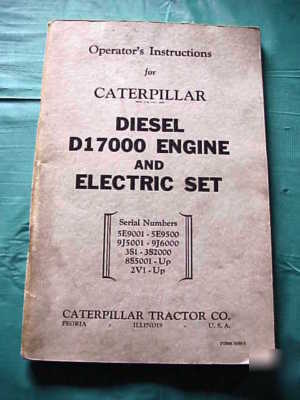 Operator's Instructions
for
CATERPILLAR
DIESEL
D17000 ENGINE
AND
ELECTRIC SET
Serial Numbers
5E9001 - 5E9500
9J5001 - 9J6000
3S1 - 3S2000
8S5001 - Up
2V1 - Up
CATERPILLAR TRACTOR CO.
PEORIA - ILLINOIS - U. S. A.
FORM